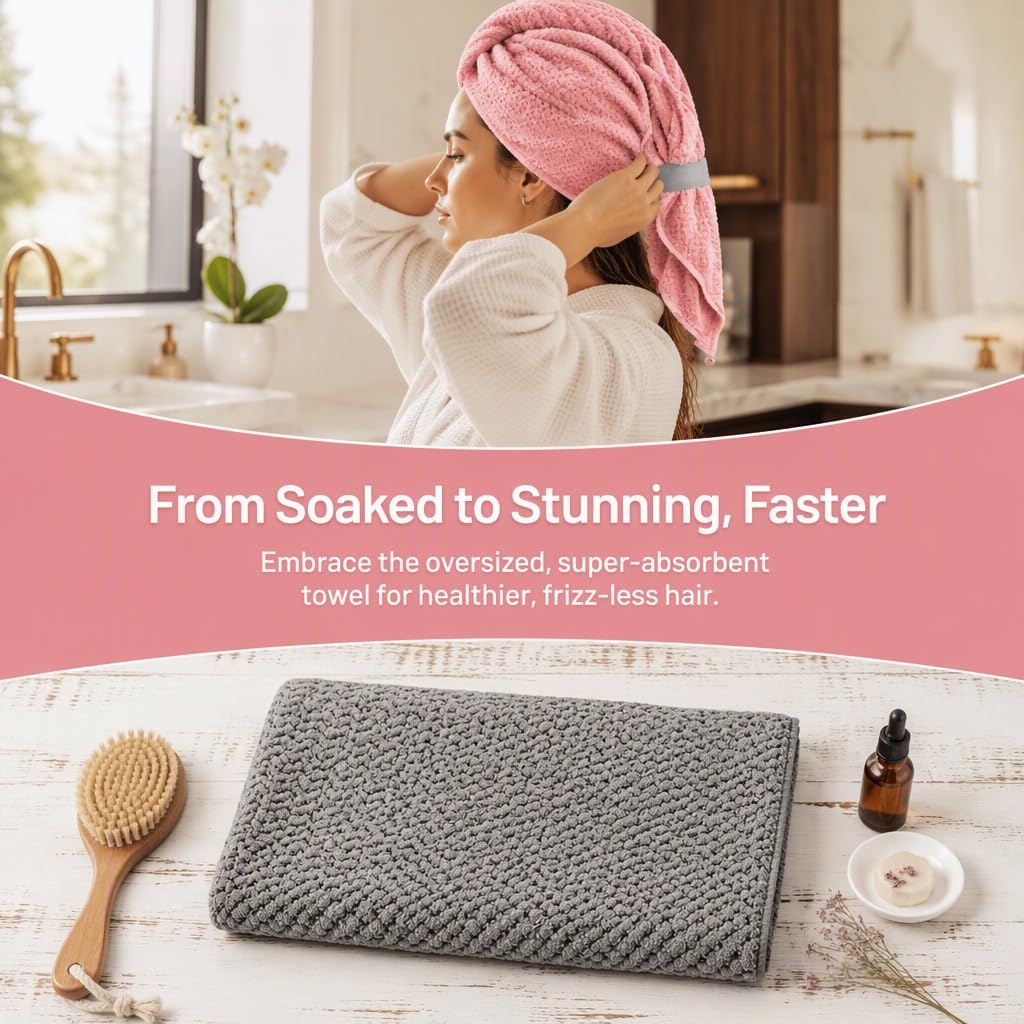 From Soaked to Stunning, Faster
Embrace the oversized, super-absorbent
towel for healthier, frizz-less hair.